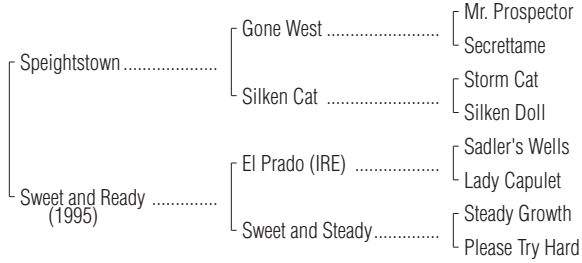 Mr. Prospector
Gone West ........................
Secrettame
Speightstown ....................
Storm Cat
Silken Cat ........................
Silken Doll
Sadler's Wells
El Prado (IRE) ..................
Lady Capulet
Sweet and Ready ..............
(1995)
Steady Growth
Sweet and Steady..............
Please Try Hard